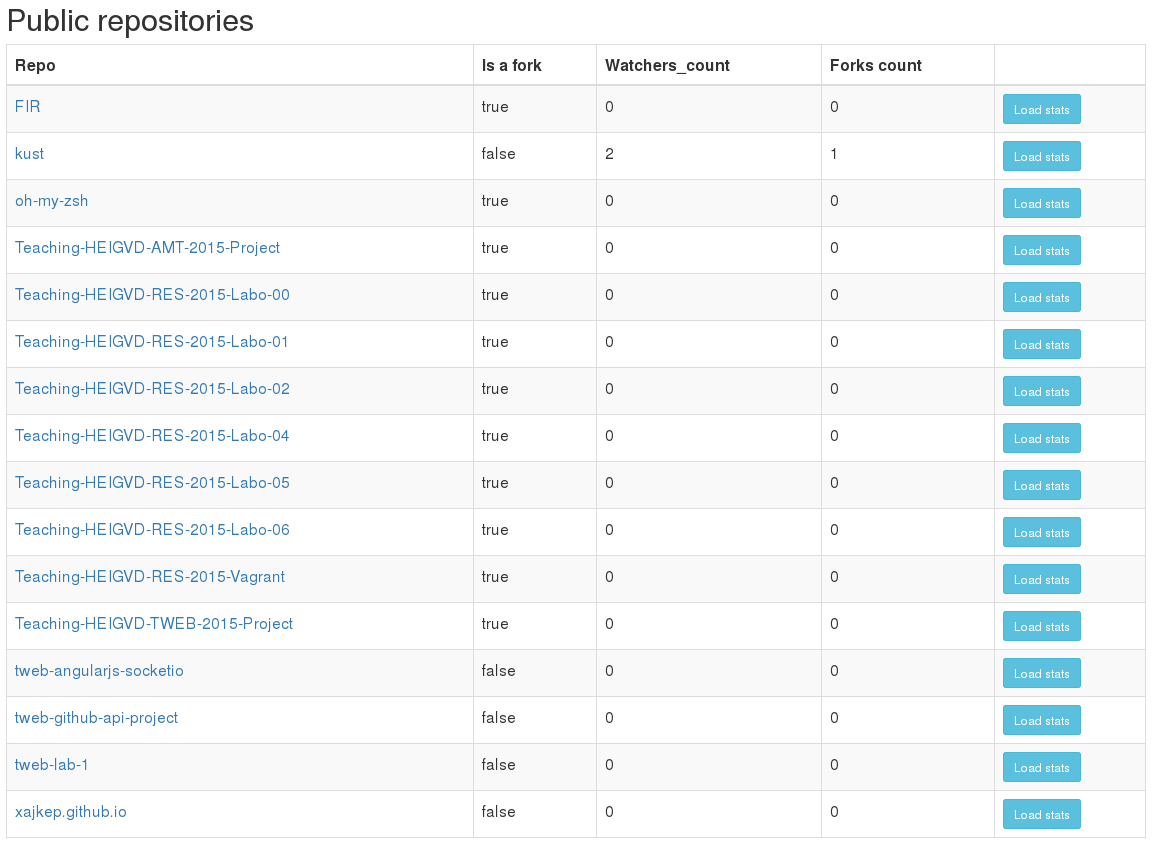 Public repositories
Repo Is a fork Watchers_count Forks count
FIR true 0 0 Load stats
kust false 2 1 Load stats
oh-my-zsh true 0 0 Load stats
Teaching-HEIGVD-AMT-2015-Project true 0 0 Load stats
Teaching-HEIGVD-RES-2015-Labo-00 true 0 0 Load stats
Teaching-HEIGVD-RES-2015-Labo-01 true 0 0 Load stats
Teaching-HEIGVD-RES-2015-Labo-02 true 0 0 Load stats
Teaching-HEIGVD-RES-2015-Labo-04 true 0 0 Load stats
Teaching-HEIGVD-RES-2015-Labo-05 true 0 0 Load stats
Teaching-HEIGVD-RES-2015-Labo-06 true 0 0 Load stats
Teaching-HEIGVD-RES-2015-Vagrant true 0 0 Load stats
Teaching-HEIGVD-TWEB-2015-Project true 0 0 Load stats
tweb-angularjs-socketio false 0 0 Load stats
tweb-github-api-project false 0 0 Load stats
tweb-lab-1 false 0 0 Load stats
xajkep.github.io false 0 0 Load stats